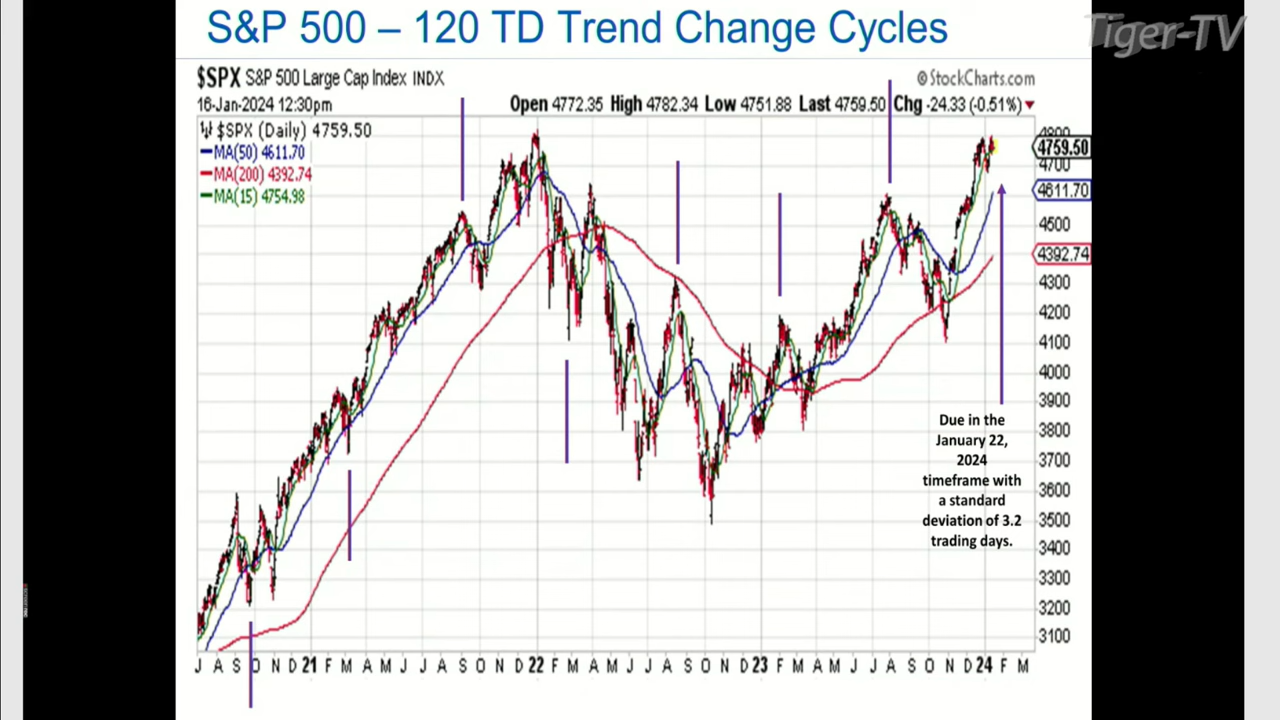 S&P 500 – 120 TD Trend Change Cycles
Tiger-TV
$SPX S&P 500 Large Cap Index INDX
© StockCharts.com
16-Jan-2024 12:30pm
Open 4772.35 High 4782.34 Low 4751.88 Last 4759.50 Chg -24.33 (-0.51%)
$SPX (Daily) 4759.50
MA(50) 4611.70
MA(200) 4392.74
MA(15) 4754.98
4800
4759.50
4700
4611.70
4500
4392.74
4300
4200
4100
4000
3900
3800
3700
3600
3500
3400
3300
3200
3100
Due in the
January 22,
2024
timeframe with
a standard
deviation of 3.2
trading days.
J A S O N D 21 F M A M J J A S O N D 22 F M A M J J A S O N D 23 F M A M J J A S O N D 24 F M